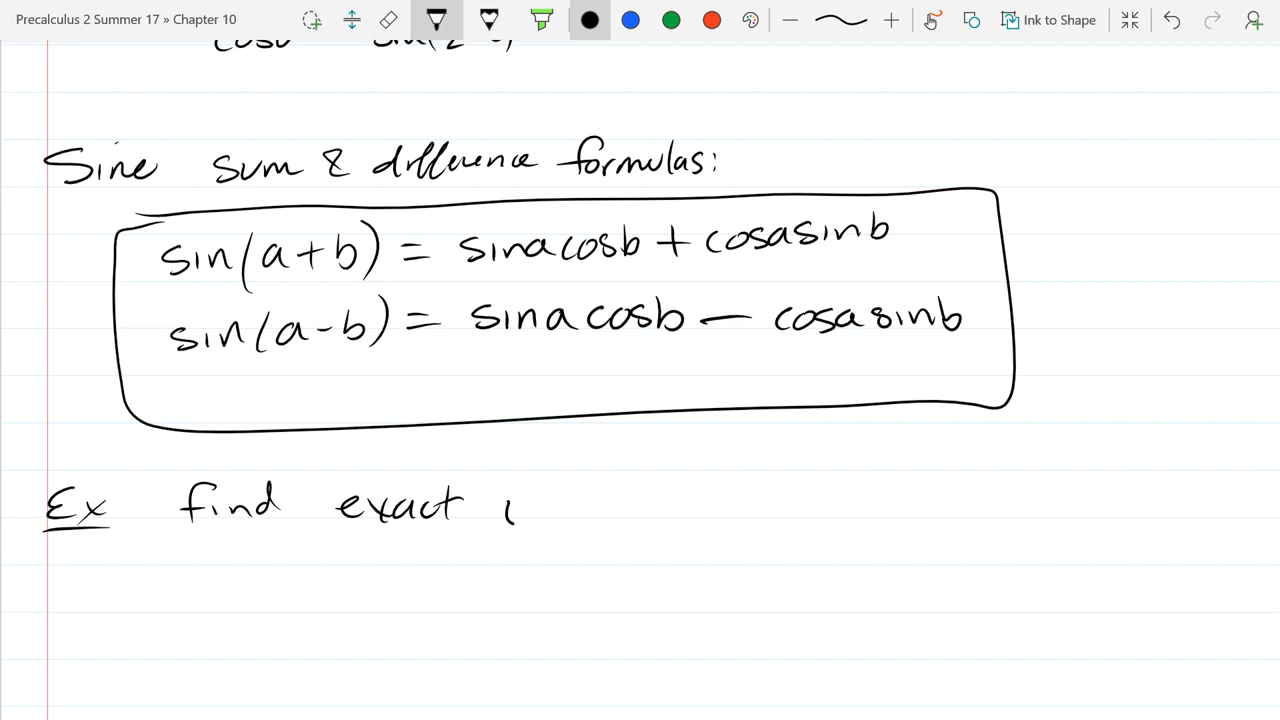 Precalculus 2 Summer 17 » Chapter 10
Ink to Shape
Sine sum & difference formulas:
sin(a+b) = sinacosb + cosasinb
sin(a-b) = sinacosb - cosasinb
Ex find exact